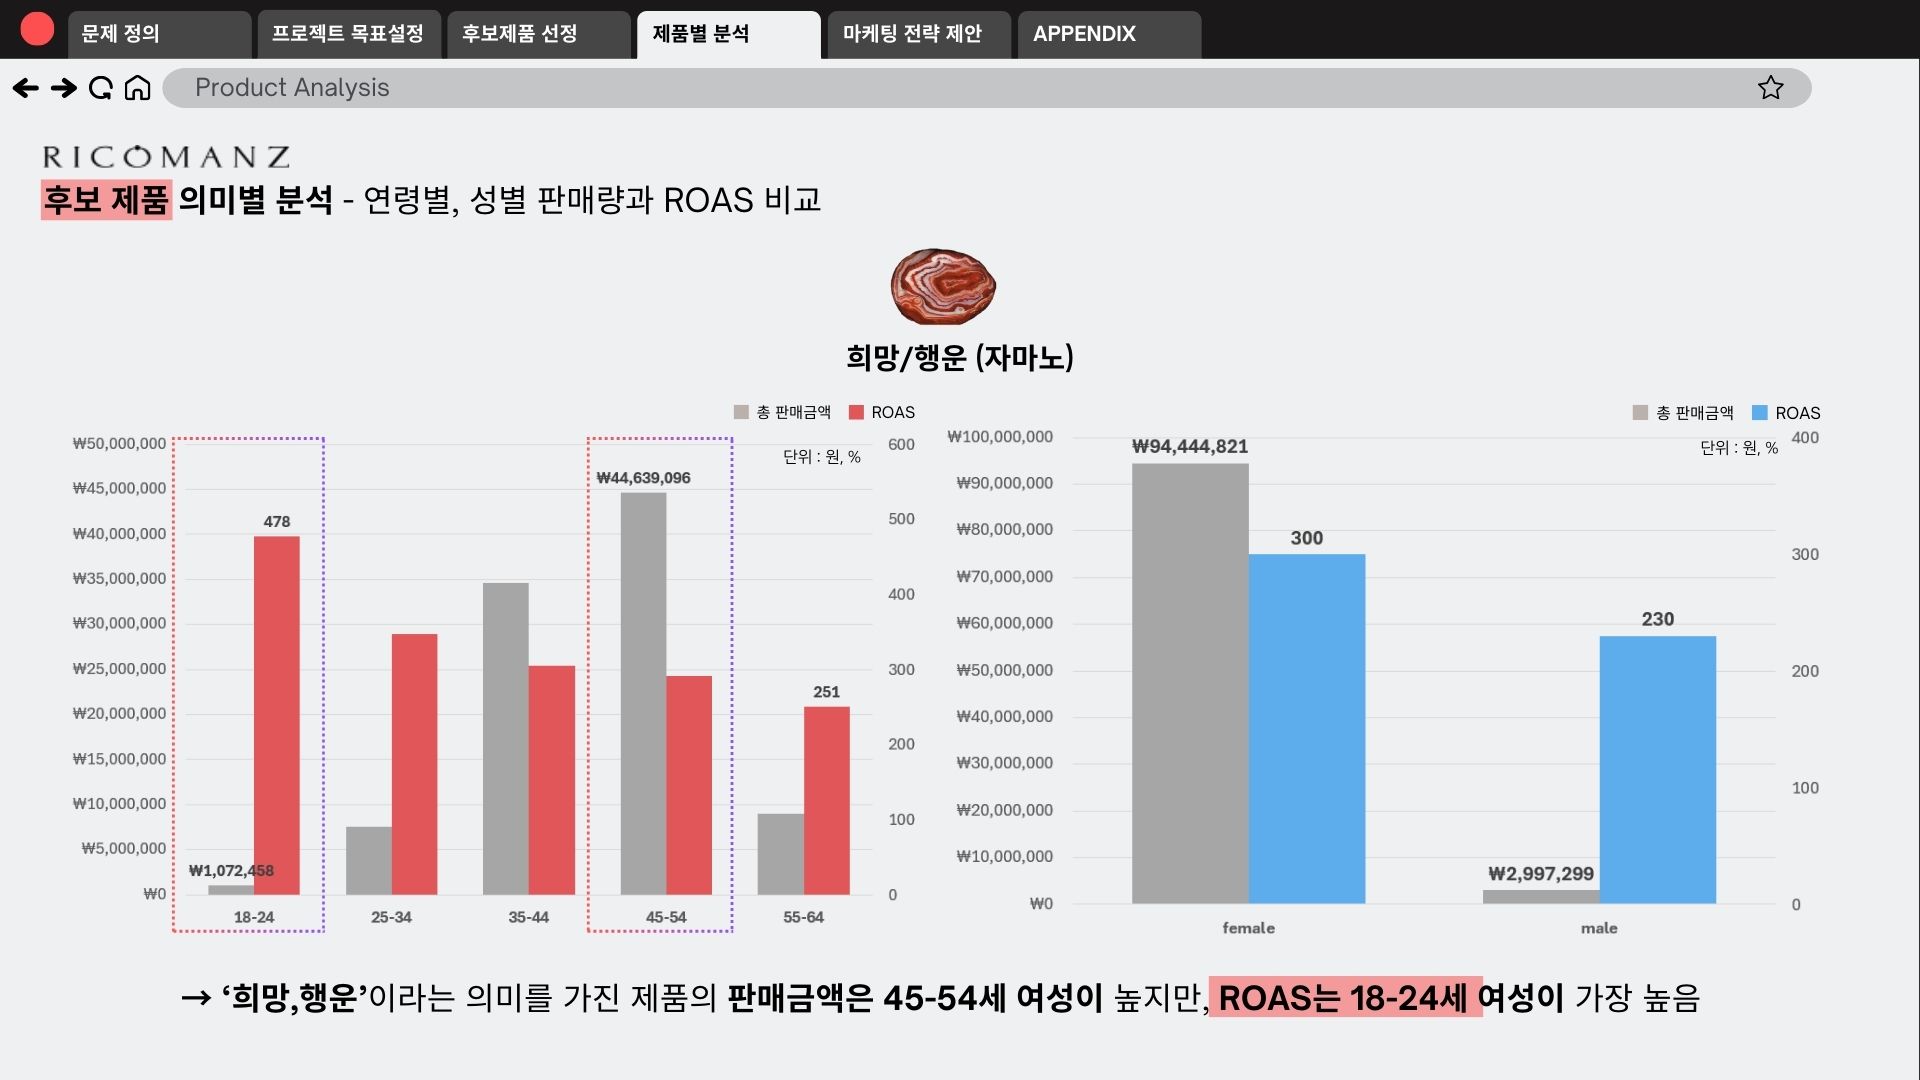 문제 정의
프로젝트 목표설정
후보제품 선정
제품별 분석
마케팅 전략 제안
APPENDIX
Product Analysis
RICOMANZ
후보 제품 의미별 분석 - 연령별, 성별 판매량과 ROAS 비교
희망/행운 (자마노)
총 판매금액
ROAS
단위 : 원, %
₩50,000,000
₩45,000,000
₩40,000,000
₩35,000,000
₩30,000,000
₩25,000,000
₩20,000,000
₩15,000,000
₩10,000,000
₩5,000,000
₩0
600
500
400
300
200
100
0
₩1,072,458
478
₩44,639,096
251
18-24
25-34
35-44
45-54
55-64
총 판매금액
ROAS
단위 : 원, %
₩100,000,000
₩90,000,000
₩80,000,000
₩70,000,000
₩60,000,000
₩50,000,000
₩40,000,000
₩30,000,000
₩20,000,000
₩10,000,000
₩0
400
300
200
100
0
₩94,444,821
300
₩2,997,299
230
female
male
→ ‘희망,행운’이라는 의미를 가진 제품의 판매금액은 45-54세 여성이 높지만, ROAS는 18-24세 여성이 가장 높음